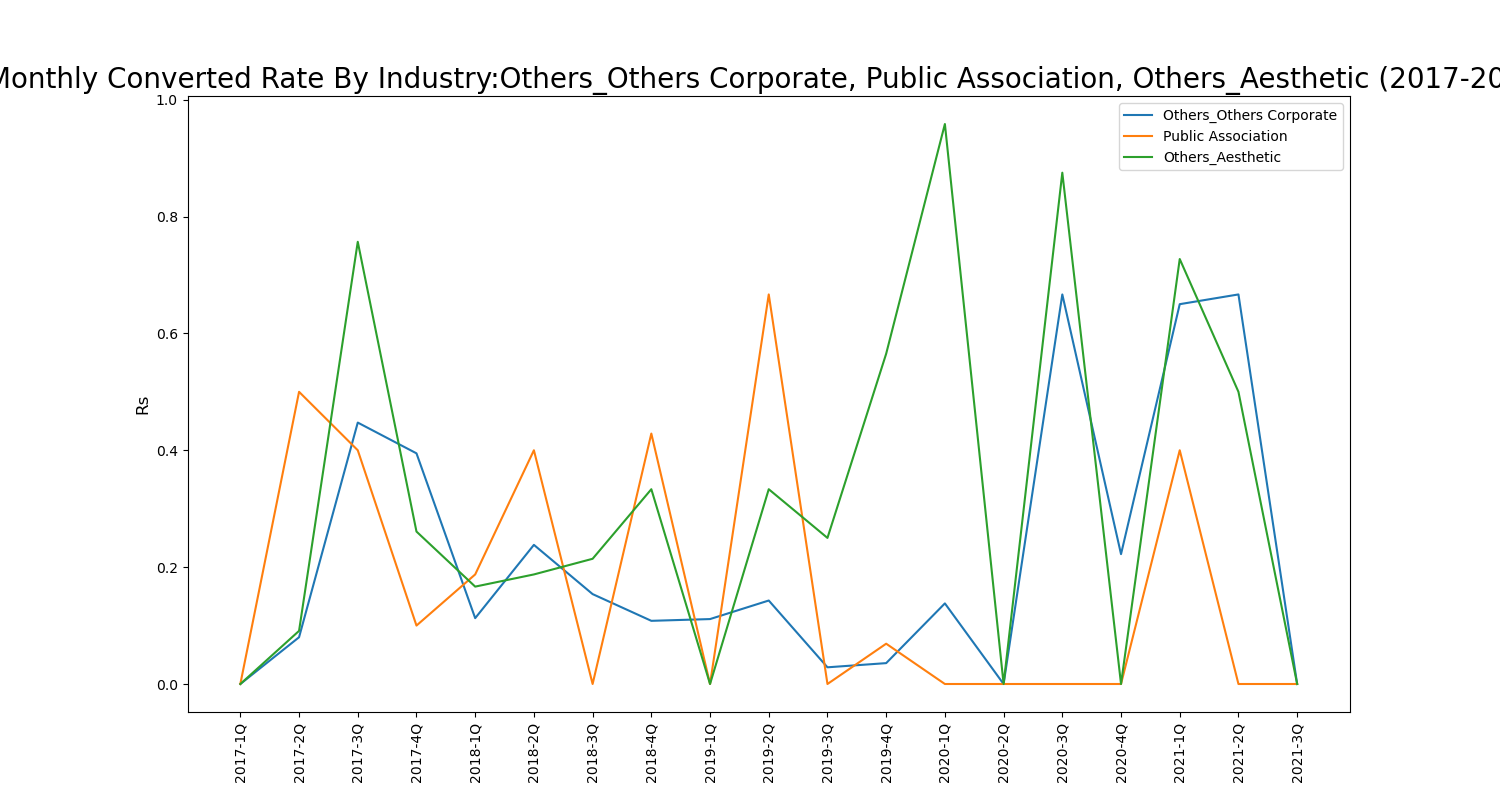 Monthly Converted Rate By Industry:Others_Others Corporate, Public Association, Others_Aesthetic (2017-20
Others_Others Corporate
Public Association
Others_Aesthetic
1.0
0.8
0.6
0.4
0.2
0.0
Rs
2017-1Q
2017-2Q
2017-3Q
2017-4Q
2018-1Q
2018-2Q
2018-3Q
2018-4Q
2019-1Q
2019-2Q
2019-3Q
2019-4Q
2020-1Q
2020-2Q
2020-3Q
2020-4Q
2021-1Q
2021-2Q
2021-3Q